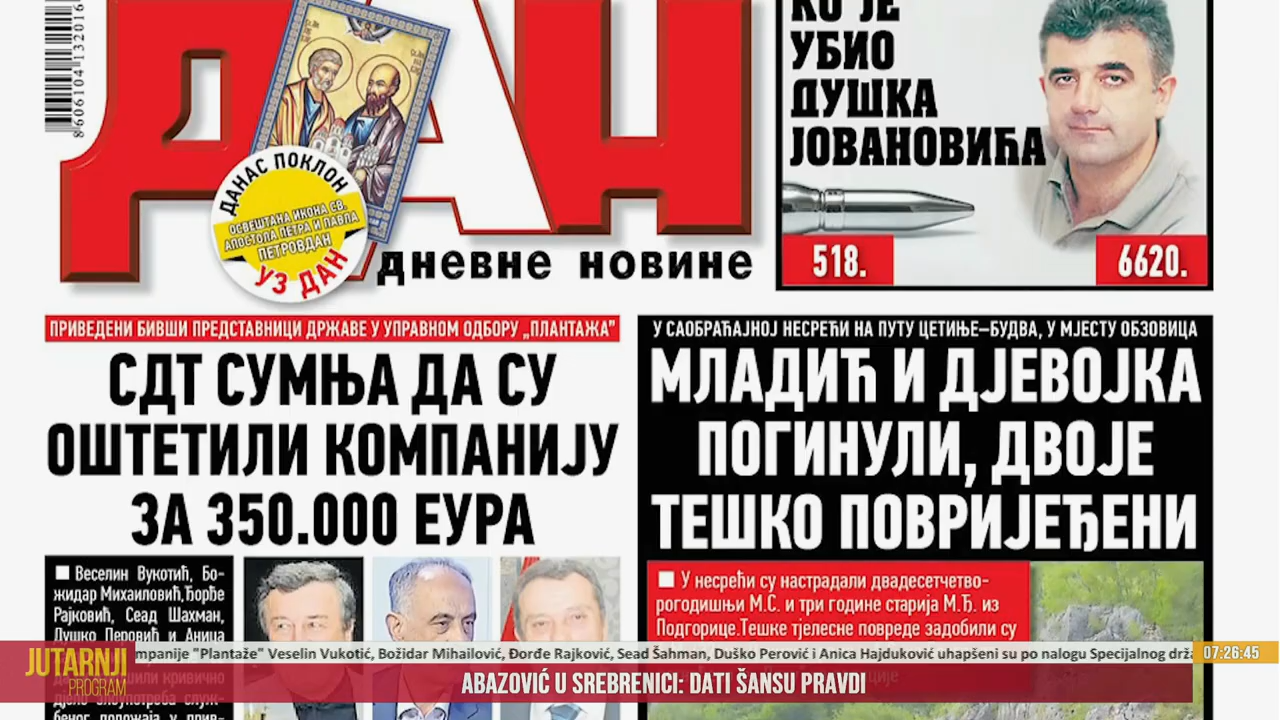 ДАН
8606104132016
ДАНАС ПОКЛОН
ОСВЕШТАНА ИКОНА СВ.
АПОСТОЛА ПЕТРА И ПАВЛА
ПЕТРОВДАН
УЗ ДАН
дневне новине
КО ЈЕ
УБИО
ДУШКА
ЈОВАНОВИЋА
518.
6620.
ПРИВЕДЕНИ БИВШИ ПРЕДСТАВНИЦИ ДРЖАВЕ У УПРАВНОМ ОДБОРУ „ПЛАНТАЖА”
СДТ СУМЊА ДА СУ
ОШТЕТИЛИ КОМПАНИЈУ
ЗА 350.000 ЕУРА
Веселин Вукотић, Бо-
жидар Михаиловић,Ђорђе
Рајковић, Сеад Шахман,
Душко Перовић и Аница
У САОБРАЋАЈНОЈ НЕСРЕЋИ НА ПУТУ ЦЕТИЊЕ–БУДВА, У МЈЕСТУ ОБЗОВИЦА
МЛАДИЋ И ДЈЕВОЈКА
ПОГИНУЛИ, ДВОЈЕ
ТЕШКО ПОВРИЈЕЂЕНИ
У несрећи су настрадали двадесетчетво-
рогодишњи М.С. и три године старија М.Ђ. из
Подгорице.Тешке тјелесне повреде задобили су
mpanije "Plantaže" Veselin Vukotić, Božidar Mihailović, Đorđe Rajković, Sead Šahman, Duško Perović i Anica Hajduković uhapšeni su po nalogu Specijalnog drža
07:26:45
JUTARNJI
PROGRAM
ABAZOVIĆ U SREBRENICI: DATI ŠANSU PRAVDI